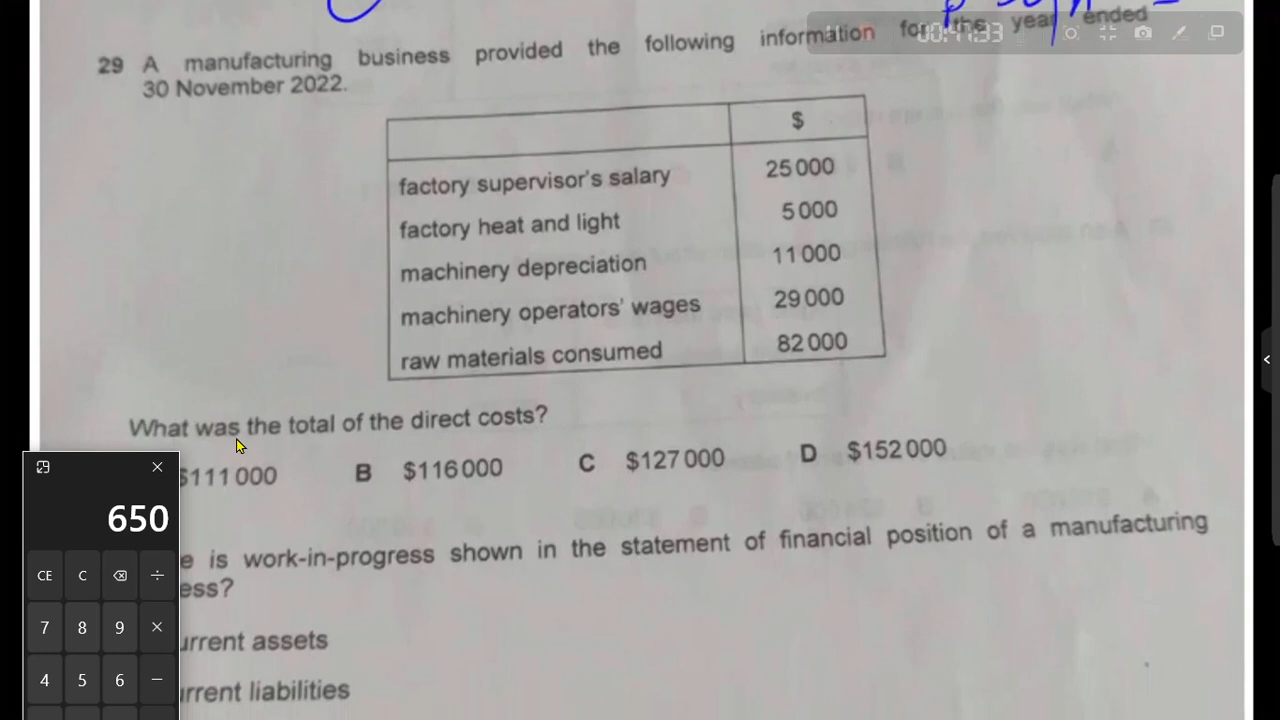 29 A manufacturing business provided the following information for the year ended
30 November 2022.
$
factory supervisor's salary 25 000
factory heat and light 5 000
machinery depreciation 11 000
machinery operators' wages 29 000
raw materials consumed 82 000
What was the total of the direct costs?
$111 000 B $116 000 C $127 000 D $152 000
650
e is work-in-progress shown in the statement of financial position of a manufacturing
ess?
CE C ÷
7 8 9 ×
urrent assets
4 5 6 −
urrent liabilities